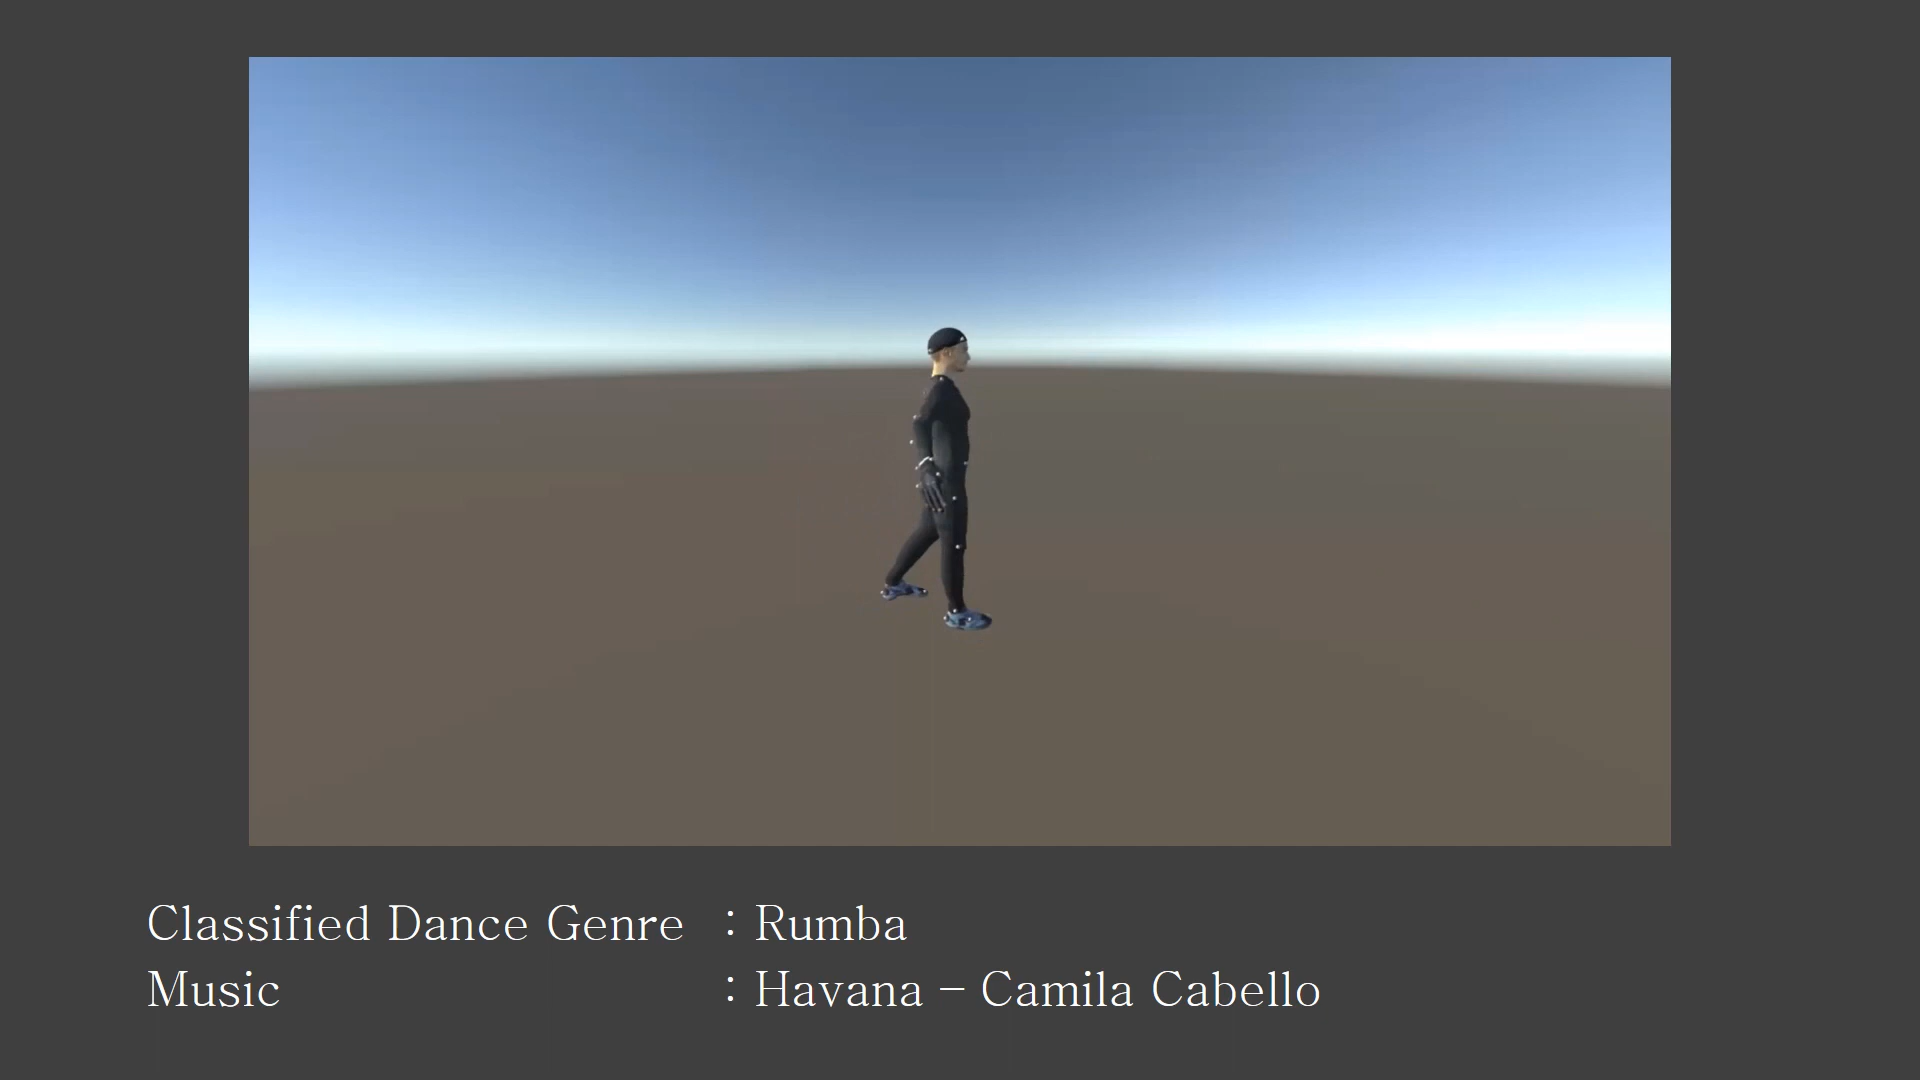 Classified Dance Genre : Rumba
Music : Havana – Camila Cabello